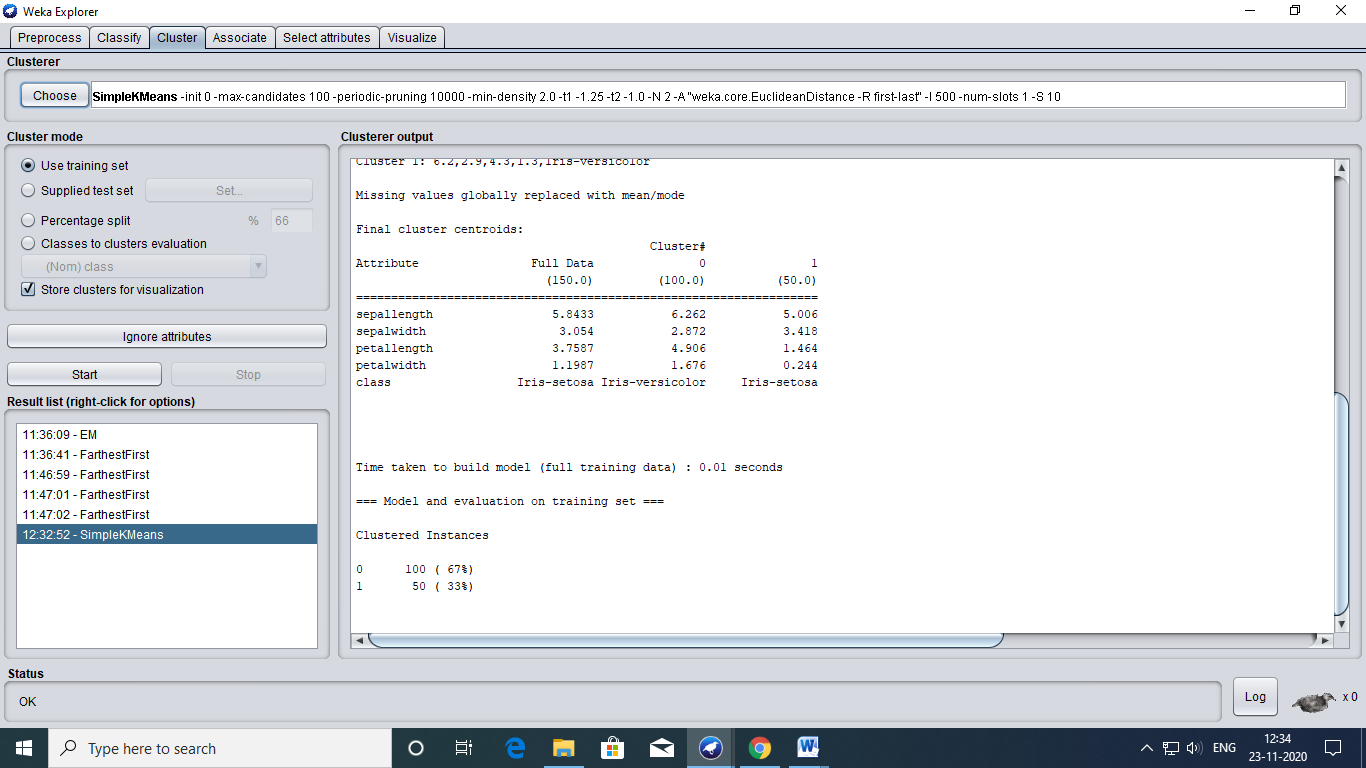 Weka Explorer
Preprocess Classify Cluster Associate Select attributes Visualize
Clusterer
Choose SimpleKMeans -init 0 -max-candidates 100 -periodic-pruning 10000 -min-density 2.0 -t1 -1.25 -t2 -1.0 -N 2 -A "weka.core.EuclideanDistance -R first-last" -I 500 -num-slots 1 -S 10
Cluster mode
Use training set
Supplied test set Set...
Percentage split % 66
Classes to clusters evaluation
(Nom) class
Store clusters for visualization
Ignore attributes
Start Stop
Result list (right-click for options)
11:36:09 - EM
11:36:41 - FarthestFirst
11:46:59 - FarthestFirst
11:47:01 - FarthestFirst
11:47:02 - FarthestFirst
12:32:52 - SimpleKMeans
Clusterer output
Cluster 1: 6.2,2.9,4.3,1.3,Iris-versicolor
Missing values globally replaced with mean/mode
Final cluster centroids:
Cluster#
Attribute Full Data 0 1
(150.0) (100.0) (50.0)
==================================================================
sepallength 5.8433 6.262 5.006
sepalwidth 3.054 2.872 3.418
petallength 3.7587 4.906 1.464
petalwidth 1.1987 1.676 0.244
class Iris-setosa Iris-versicolor Iris-setosa
Time taken to build model (full training data) : 0.01 seconds
=== Model and evaluation on training set ===
Clustered Instances
0 100 ( 67%)
1 50 ( 33%)
Status
OK
Log x 0
Type here to search
ENG
12:34
23-11-2020